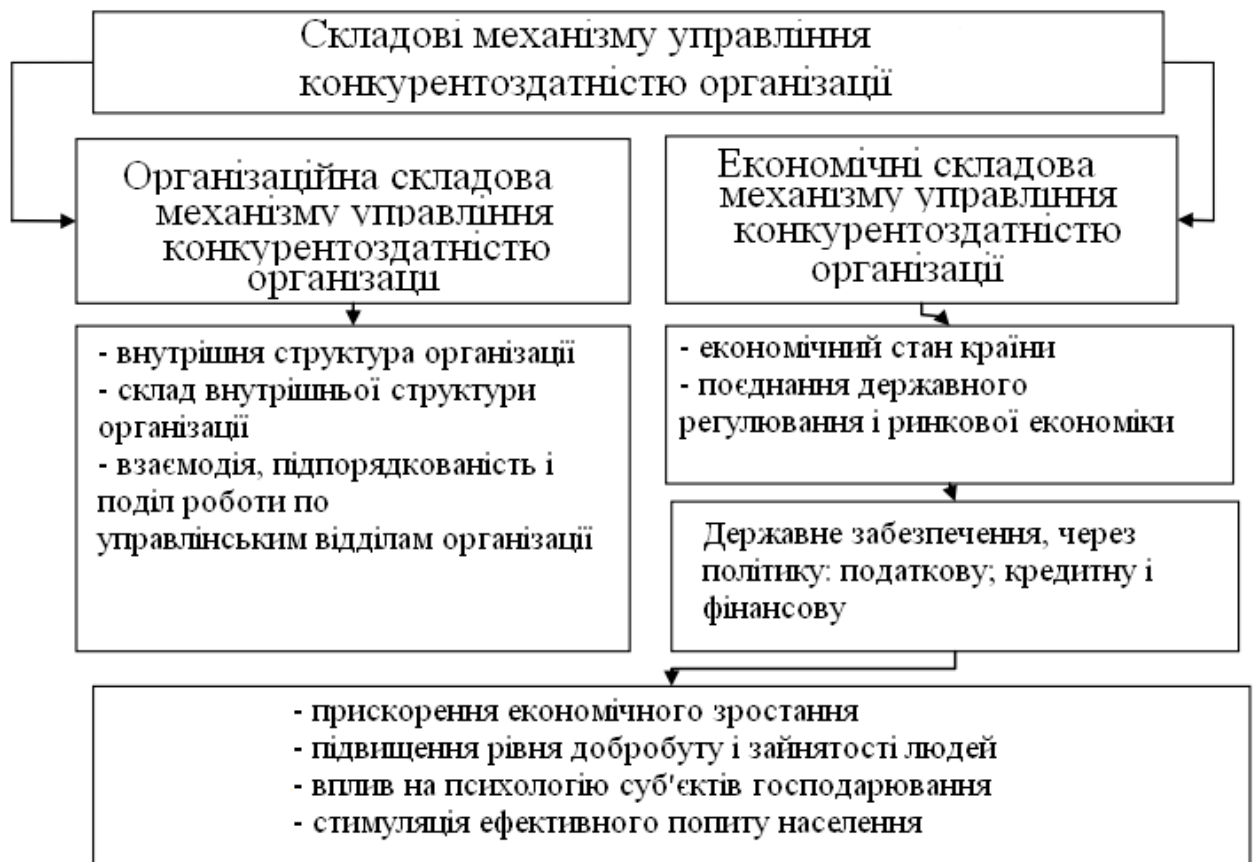 Складові механізму управління
конкурентоздатністю організації
Організаційна складова
механізму управління
конкурентоздатністю
організації
Економічні складова
механізму управління
конкурентоздатністю
організації
- внутрішня структура організації
- склад внутрішньої структури
організації
- взаємодія, підпорядкованість і
поділ роботи по
управлінським відділам організації
- економічний стан країни
- поєднання державного
регулювання і ринкової економіки
Державне забезпечення, через
політику: податкову; кредитну і
фінансову
- прискорення економічного зростання
- підвищення рівня добробуту і зайнятості людей
- вплив на психологію суб'єктів господарювання
- стимуляція ефективного попиту населення